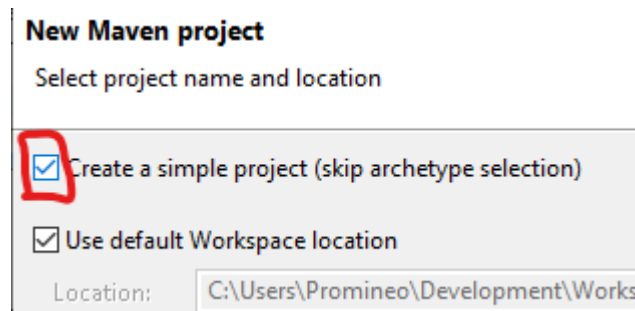 New Maven project
Select project name and location
Create a simple project (skip archetype selection)
Use default Workspace location
Location: C:\Users\Promineo\Development\Works